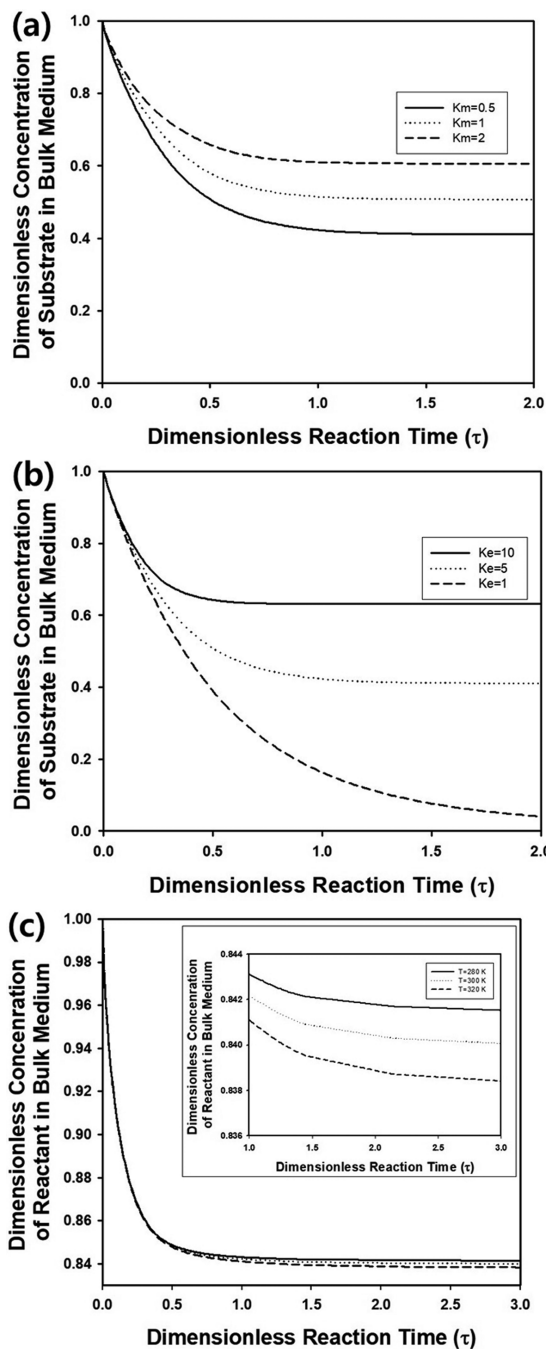 (a)
Dimensionless Concentration
of Substrate in Bulk Medium
1.0
0.8
0.6
0.4
0.2
0.0
Km=0.5
Km=1
Km=2
0.0 0.5 1.0 1.5 2.0
Dimensionless Reaction Time (τ)
(b)
Dimensionless Concentration
of Substrate in Bulk Medium
1.0
0.8
0.6
0.4
0.2
0.0
Ke=10
Ke=5
Ke=1
0.0 0.5 1.0 1.5 2.0
Dimensionless Reaction Time (τ)
(c)
Dimensionless Concenration
of Reactant in Bulk Medium
1.00
0.98
0.96
0.94
0.92
0.90
0.88
0.86
0.84
Dimensionless Concenration
of Reactant in Bulk Medium
0.844
0.842
0.840
0.838
0.836
T=280 K
T=300 K
T=320 K
1.0 1.5 2.0 2.5 3.0
Dimensionless Reaction Time (τ)
0.0 0.5 1.0 1.5 2.0 2.5 3.0
Dimensionless Reaction Time (τ)